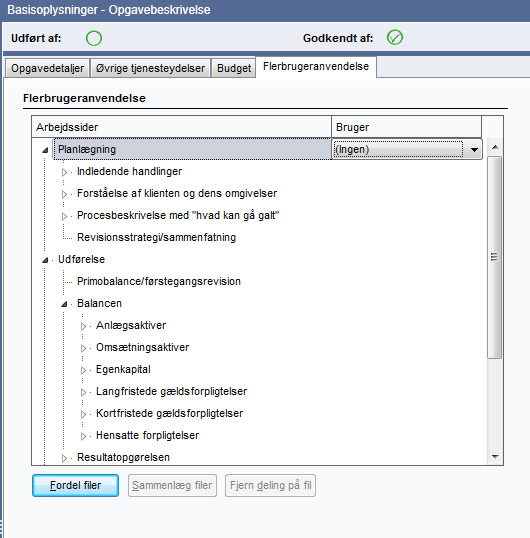 Basisoplysninger - Opgavebeskrivelse
Udført af: Godkendt af:
Opgavedetaljer Øvrige tjenesteydelser Budget Flerbrugeranvendelse
Flerbrugeranvendelse
Arbejdssider Bruger
Planlægning (Ingen)
Indledende handlinger
Forståelse af klienten og dens omgivelser
Procesbeskrivelse med "hvad kan gå galt"
Revisionsstrategi/sammenfatning
Udførelse
Primobalance/førstegangsrevision
Balancen
Anlægsaktiver
Omsætningsaktiver
Egenkapital
Langfristede gældsforpligtelser
Kortfristede gældsforpligtelser
Hensatte forpligtelser
Resultatopgørelsen
Fordel filer Sammenlæg filer Fjern deling på fil